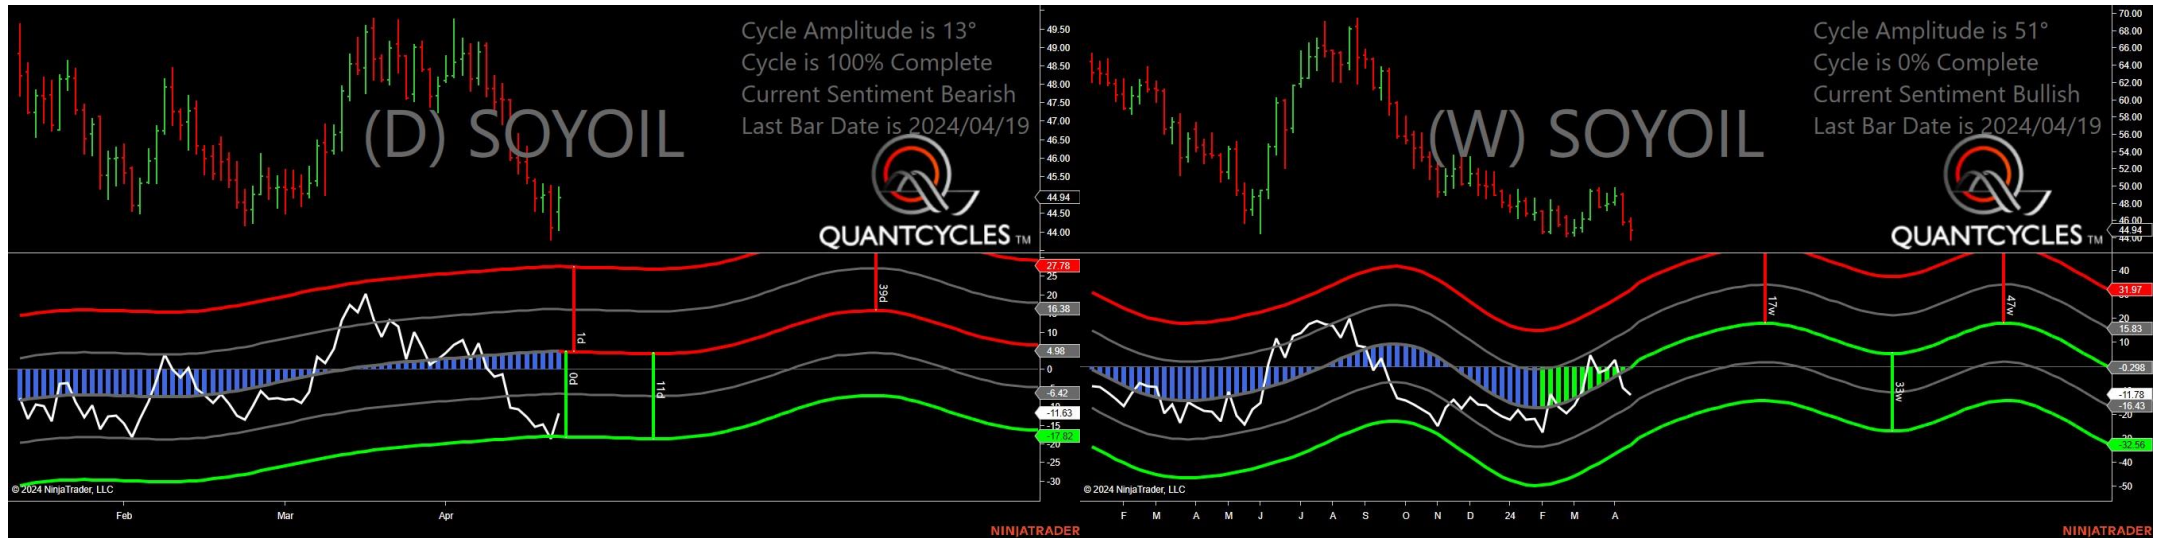 Cycle Amplitude is 13°
Cycle is 100% Complete
Current Sentiment Bearish
Last Bar Date is 2024/04/19
(D) SOYOIL
QUANTCYCLES TM
49.50
49.00
48.50
48.00
47.50
47.00
46.50
46.00
45.50
44.94
44.50
44.00
27.78
25
20
16.38
10
4.98
0
-6.42
-11.63
-17.82
-20
-25
-30
1d
0d
11d
39d
© 2024 NinjaTrader, LLC
Feb
Mar
Apr
NINJATRADER
Cycle Amplitude is 51°
Cycle is 0% Complete
Current Sentiment Bullish
Last Bar Date is 2024/04/19
(W) SOYOIL
QUANTCYCLES TM
70.00
68.00
66.00
64.00
62.00
60.00
58.00
56.00
54.00
52.00
50.00
48.00
46.00
44.94
44.00
40
31.97
20
15.83
10
-0.298
-11.78
-16.43
-20
-32.56
-40
-50
17w
33w
47w
© 2024 NinjaTrader, LLC
F M A M J J A S O N D 24 F M A
NINJATRADER